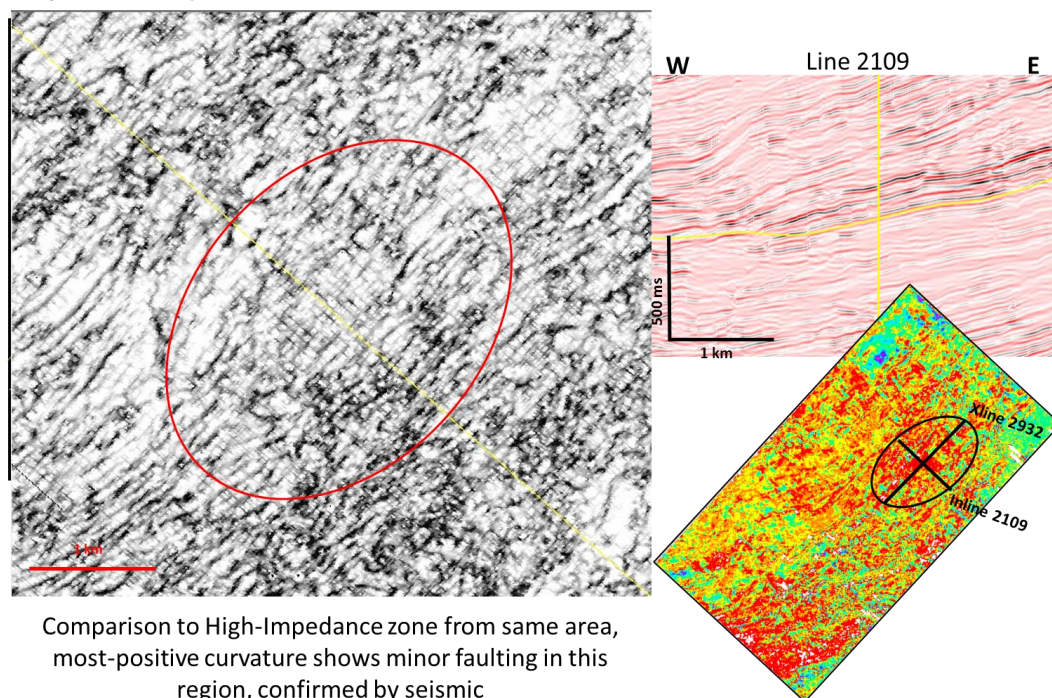 W
Line 2109
E
500 ms
1 km
Xline 2932
Inline 2109
1 km
Comparison to High-Impedance zone from same area,
most-positive curvature shows minor faulting in this
region, confirmed by seismic